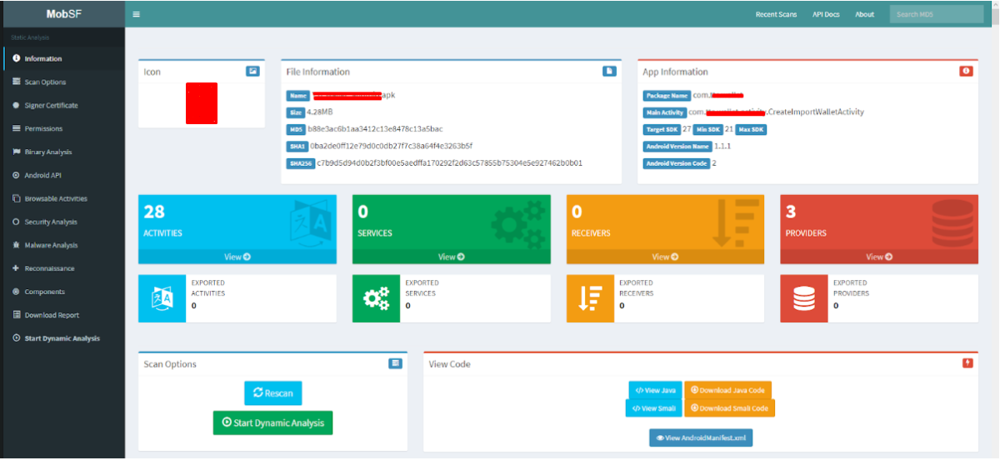 MobSF
Recent Scans API Docs About Search MD5
Static Analysis
Information
Scan Options
Signer Certificate
Permissions
Binary Analysis
Android API
Browsable Activities
Security Analysis
Malware Analysis
Reconnaissance
Components
Download Report
Start Dynamic Analysis
Icon
File Information
Name apk
Size 4.28MB
MD5 b88e3ac6b1aa3412c13e8478c13a5bac
SHA1 0ba2de0ff12e79d0c0db27f7c38a64f4e3263b5f
SHA256 c7b9d5d94d0b2f3bf00e5aedffa170292f2d63c57855b75304e5e927462b0b01
App Information
Package Name com.
Main Activity com. .CreateImportWalletActivity
Target SDK 27 Min SDK 21 Max SDK
Android Version Name 1.1.1
Android Version Code 2
28
ACTIVITIES
View
0
SERVICES
View
0
RECEIVERS
View
3
PROVIDERS
View
EXPORTED
ACTIVITIES
0
EXPORTED
SERVICES
0
EXPORTED
RECEIVERS
0
EXPORTED
PROVIDERS
0
Scan Options
Rescan
Start Dynamic Analysis
View Code
View Java Download Java Code
View Smali Download Smali Code
View AndroidManifest.xml